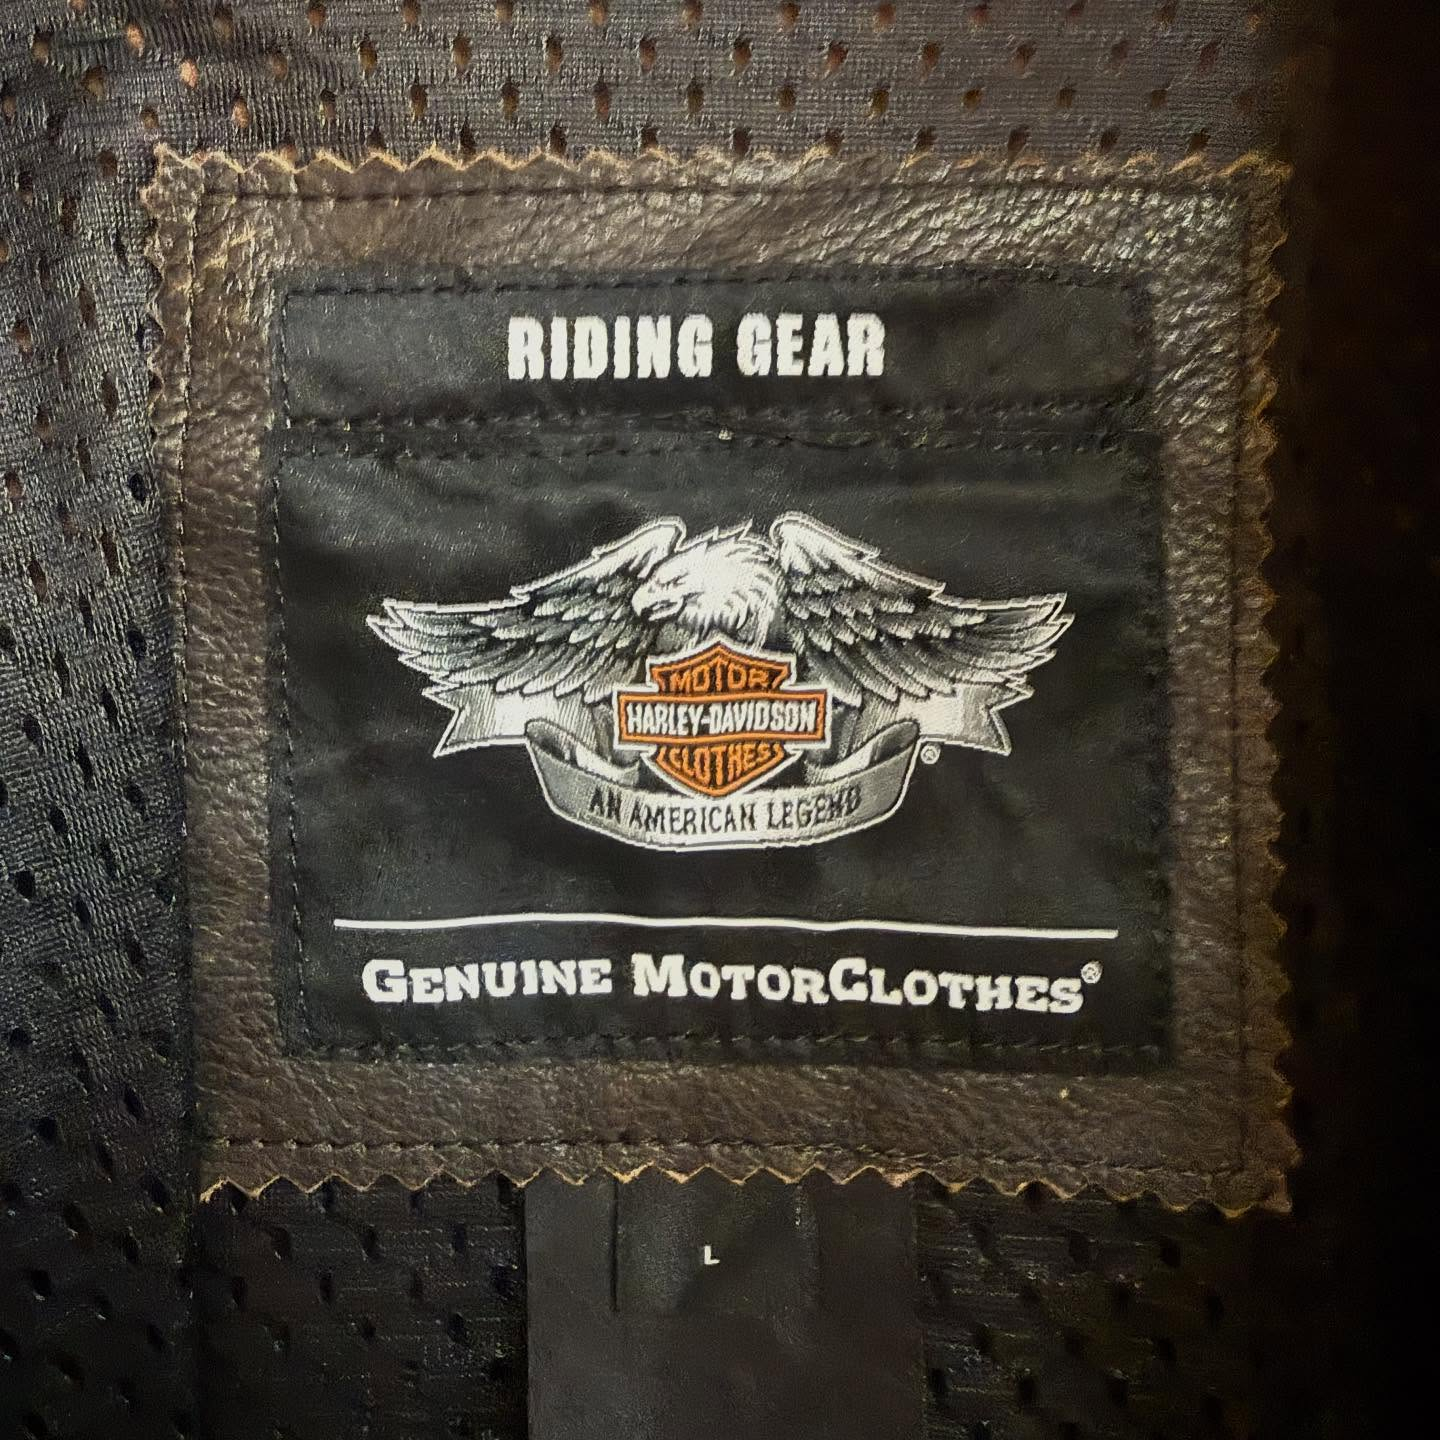 RIDING GEAR
MOTOR
HARLEY-DAVIDSON
CLOTHES
®
AN AMERICAN LEGEND
GENUINE MOTORCLOTHES®
L